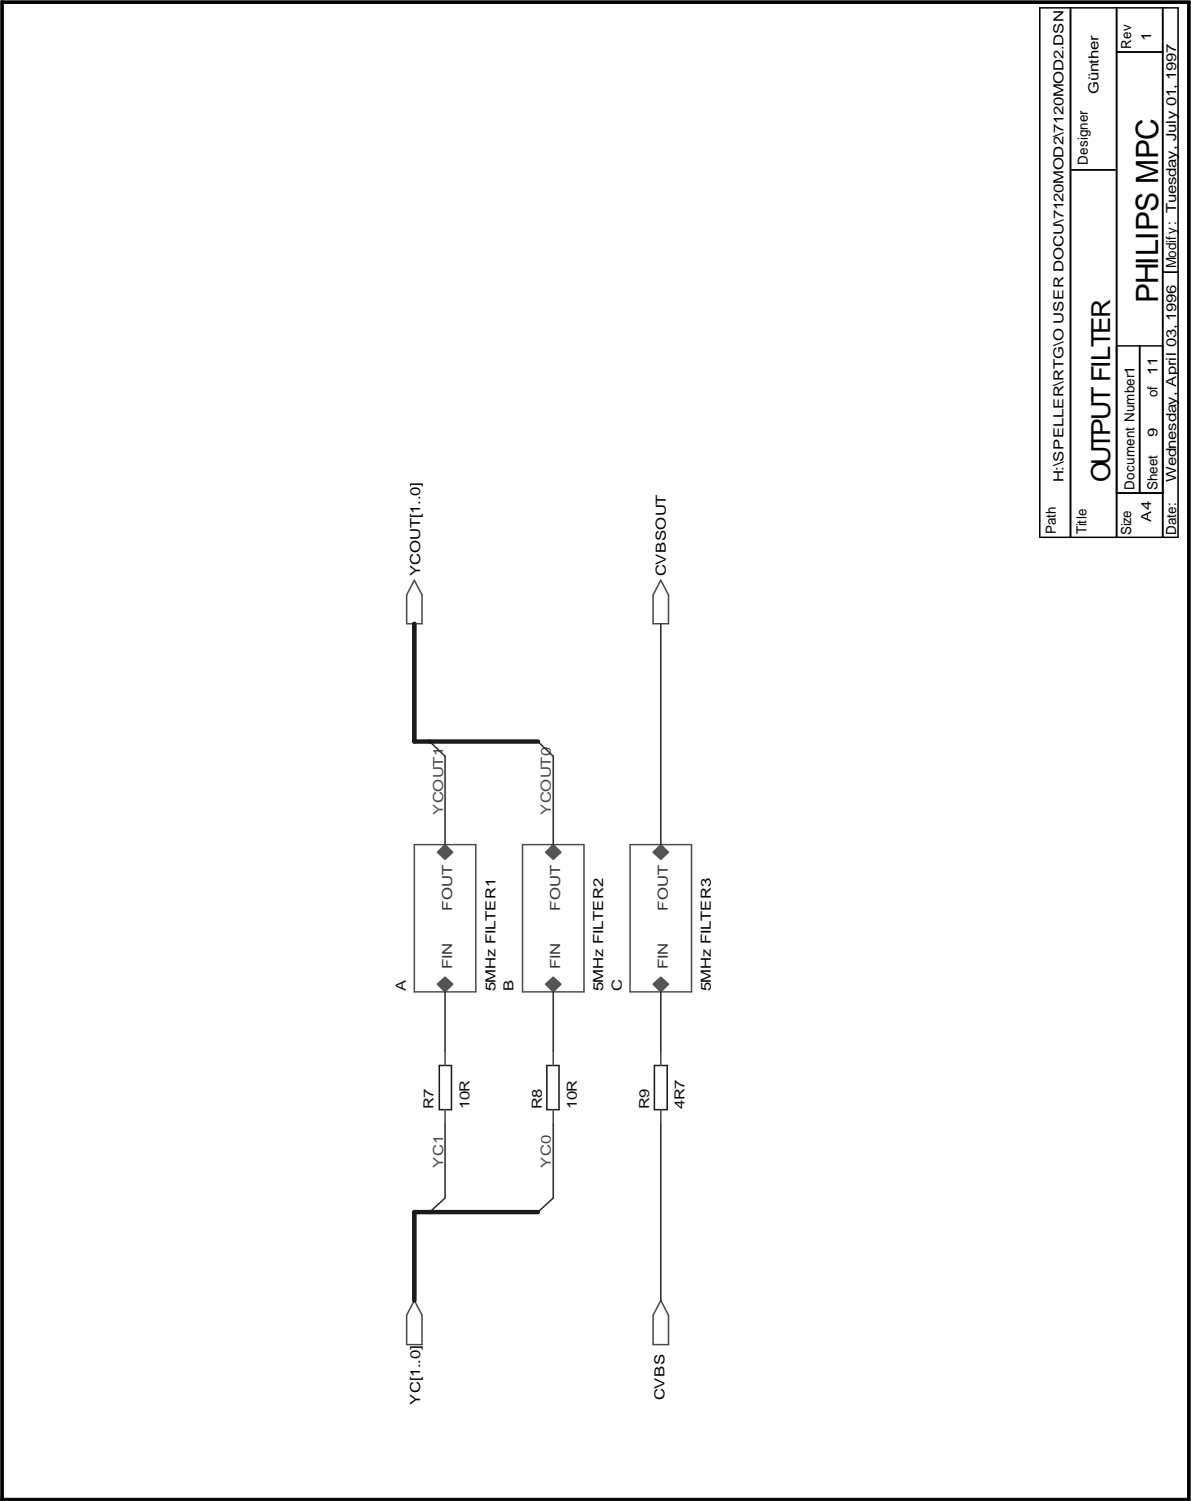 YC[1..0]
YC1
R7
10R
A
FIN FOUT
5MHz FILTER1
YCOUT1
YCOUT[1..0]
YC0
R8
10R
B
FIN FOUT
5MHz FILTER2
YCOUT0
CVBS
R9
4R7
C
FIN FOUT
5MHz FILTER3
CVBSOUT
Path H:\SPELLER\RTG\O USER DOCU\7120MOD2\7120MOD2.DSN
Title
OUTPUT FILTER
Designer Günther
Size
A4
Document Number1
Sheet 9 of 11
PHILIPS MPC
Rev
1
Date: Wednesday, April 03, 1996 Modify: Tuesday, July 01, 1997